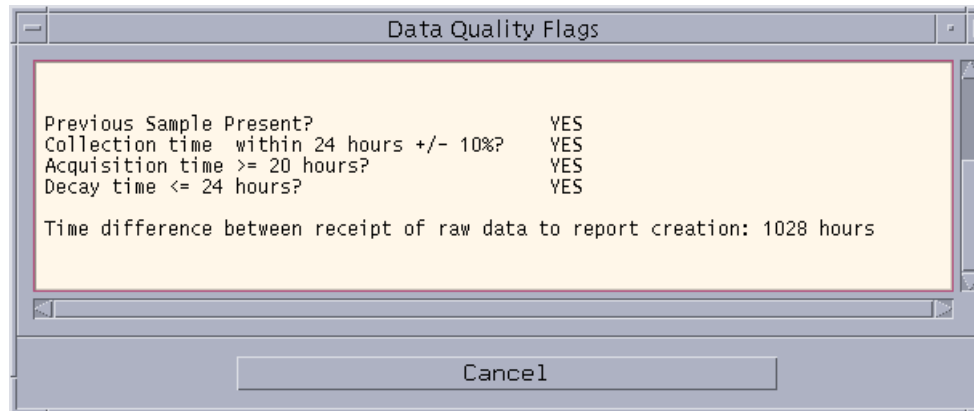 Data Quality Flags
Previous Sample Present? YES
Collection time  within 24 hours +/- 10%? YES
Acquisition time >= 20 hours? YES
Decay time <= 24 hours? YES
Time difference between receipt of raw data to report creation: 1028 hours
Cancel